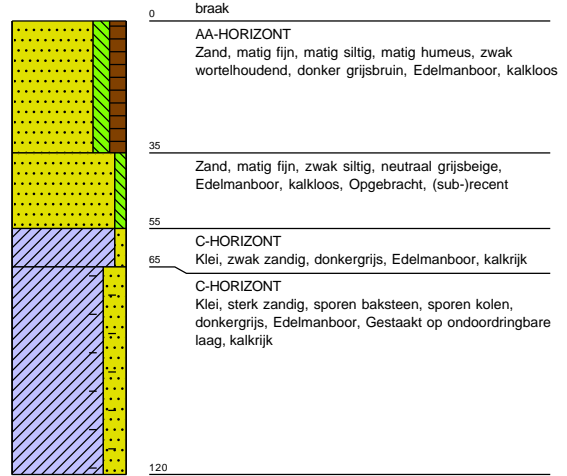 0
braak
AA-HORIZONT
Zand, matig fijn, matig siltig, matig humeus, zwak
wortelhoudend, donker grijsbruin, Edelmanboor, kalkloos
35
Zand, matig fijn, zwak siltig, neutraal grijsbeige,
Edelmanboor, kalkloos, Opgebracht, (sub-)recent
55
C-HORIZONT
Klei, zwak zandig, donkergrijs, Edelmanboor, kalkrijk
65
C-HORIZONT
Klei, sterk zandig, sporen baksteen, sporen kolen,
donkergrijs, Edelmanboor, Gestaakt op ondoordringbare
laag, kalkrijk
120